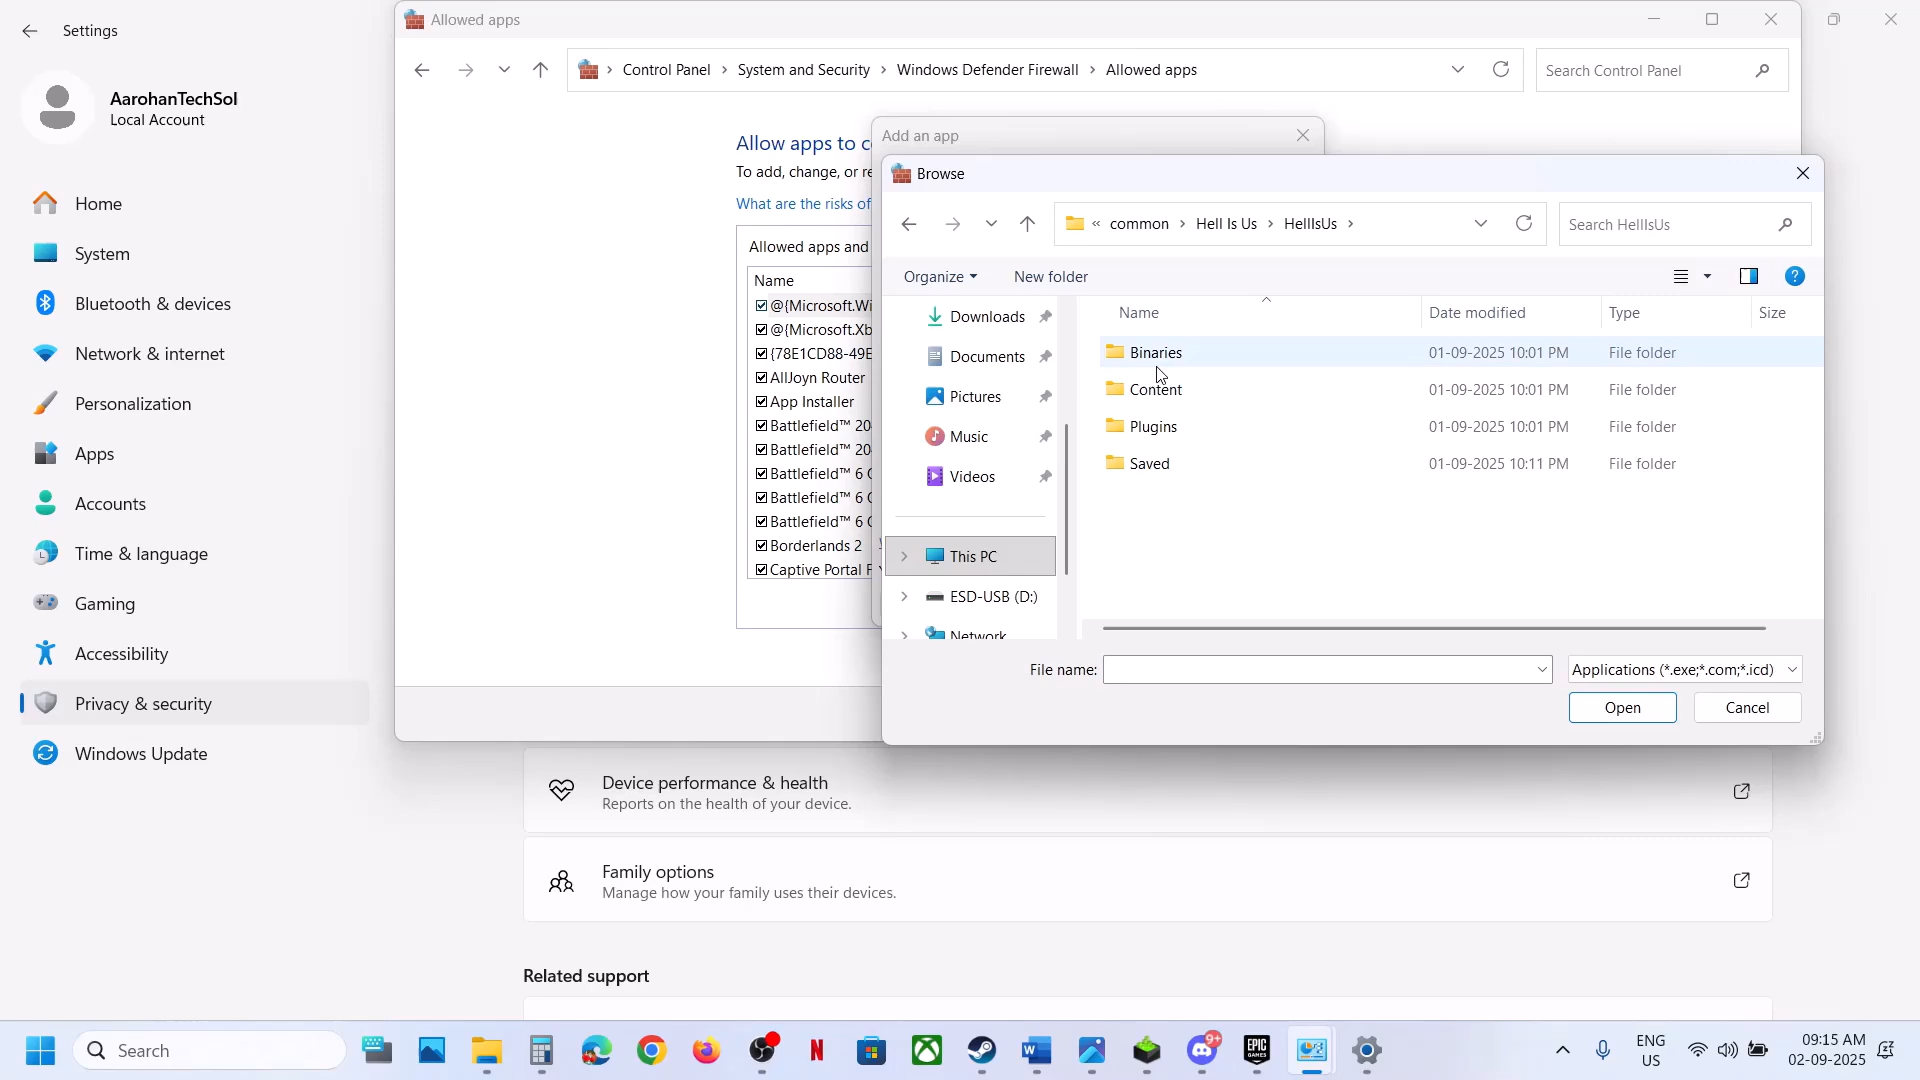 Settings
AarohanTechSol
Local Account
Home
System
Bluetooth & devices
Network & internet
Personalization
Apps
Accounts
Time & language
Gaming
Accessibility
Privacy & security
Windows Update
Allowed apps
Control Panel > System and Security > Windows Defender Firewall > Allowed apps
Search Control Panel
Allow apps to c
To add, change, or re
What are the risks of
Allowed apps and
Name
@{Microsoft.Wi
@{Microsoft.Xb
{78E1CD88-49E
AllJoyn Router
App Installer
Battlefield™ 20
Battlefield™ 20
Battlefield™ 6 C
Battlefield™ 6 C
Battlefield™ 6 C
Borderlands 2
Captive Portal F
Add an app
Browse
« common > Hell Is Us > HellIsUs >
Search HellIsUs
Organize
New folder
Downloads
Documents
Pictures
Music
Videos
This PC
ESD-USB (D:)
Network
Name Date modified Type Size
Binaries 01-09-2025 10:01 PM File folder
Content 01-09-2025 10:01 PM File folder
Plugins 01-09-2025 10:01 PM File folder
Saved 01-09-2025 10:11 PM File folder
File name:
Applications (*.exe;*.com;*.icd)
Open
Cancel
Device performance & health
Reports on the health of your device.
Family options
Manage how your family uses their devices.
Related support
Search
9+
EPIC
GAMES
ENG
US
09:15 AM
02-09-2025